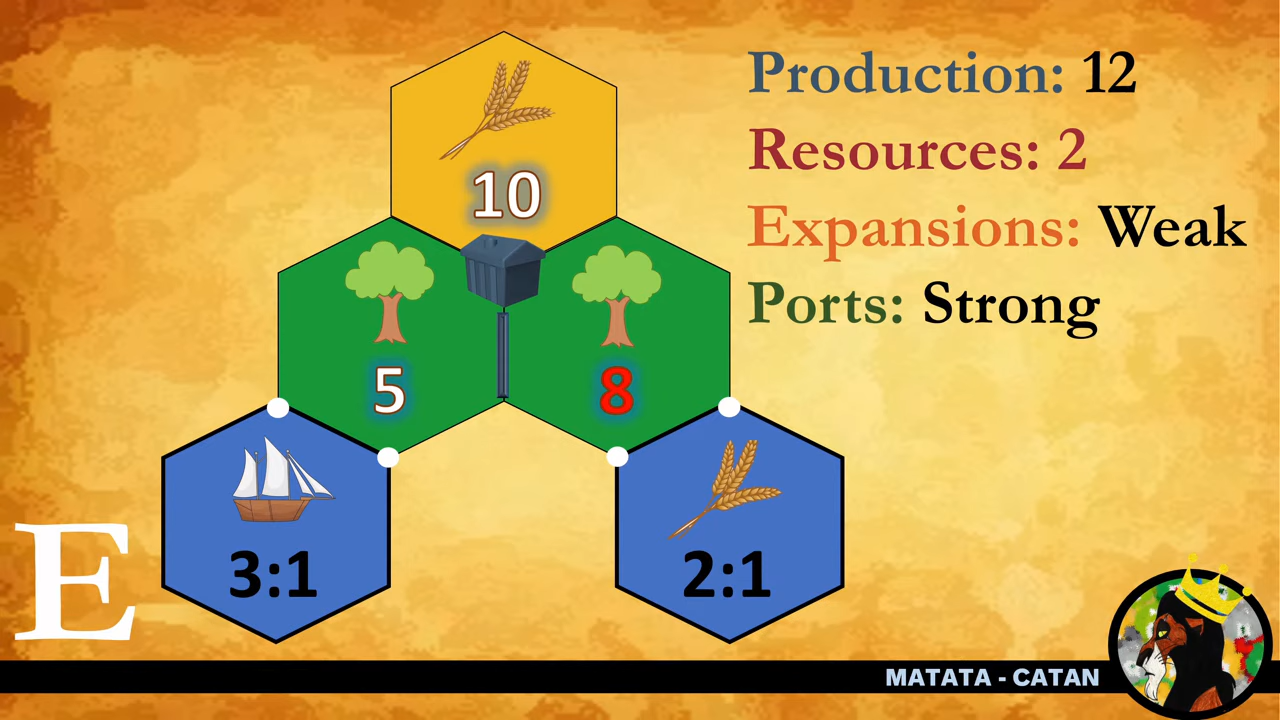 Production: 12
Resources: 2
Expansions: Weak
Ports: Strong
10
5
8
3:1
2:1
E
MATATA - CATAN